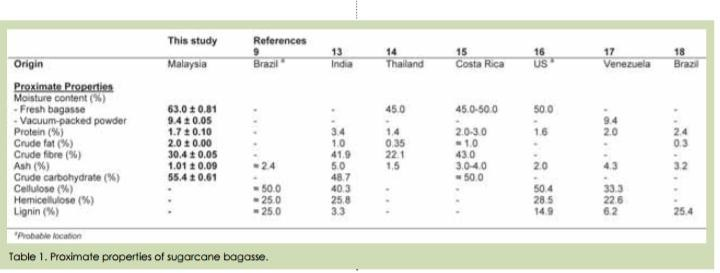 This study References
9 13 14 15 16 17 18
Origin Malaysia Brazil * India Thailand Costa Rica US * Venezuela Brazil
Proximate Properties
Moisture content (%)
- Fresh bagasse 63.0 ± 0.81 - - 45.0 45.0-50.0 50.0 - -
- Vacuum-packed powder 9.4 ± 0.05 - - - - - 9.4 -
Protein (%) 1.7 ± 0.10 - 3.4 1.4 2.0-3.0 1.6 2.0 2.4
Crude fat (%) 2.0 ± 0.00 - 1.0 0.35 ≈ 1.0 - - 0.3
Crude fibre (%) 30.4 ± 0.05 - 41.9 22.1 43.0 - - -
Ash (%) 1.01 ± 0.09 ≈ 2.4 5.0 1.5 3.0-4.0 2.0 4.3 3.2
Crude carbohydrate (%) 55.4 ± 0.61 - 48.7 - ≈ 50.0 - - -
Cellulose (%) - ≈ 50.0 40.3 - - 50.4 33.3 -
Hemicellulose (%) - ≈ 25.0 25.8 - - 28.5 22.6 -
Lignin (%) - ≈ 25.0 3.3 - - 14.9 6.2 25.4
*Probable location
Table 1. Proximate properties of sugarcane bagasse.